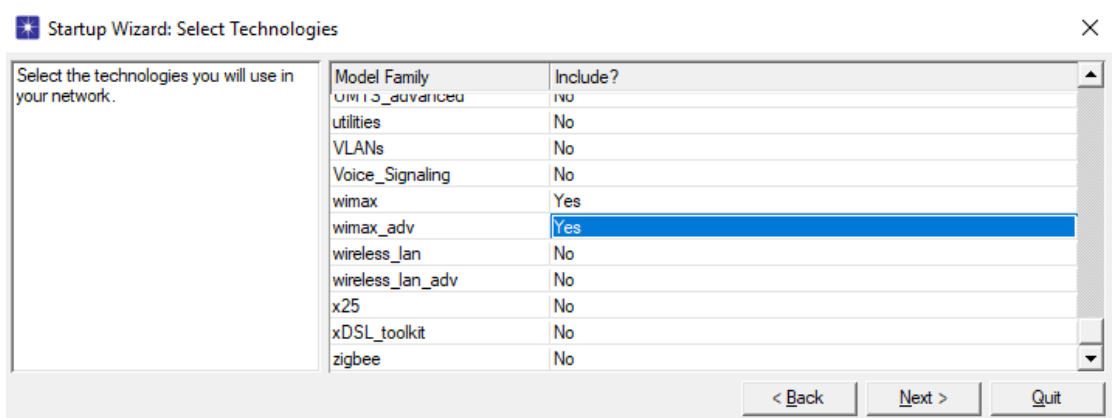 Startup Wizard: Select Technologies
Select the technologies you will use in
your network.
Model Family Include?
UMTS_advanced No
utilities No
VLANs No
Voice_Signaling No
wimax Yes
wimax_adv Yes
wireless_lan No
wireless_lan_adv No
x25 No
xDSL_toolkit No
zigbee No
< Back Next > Quit